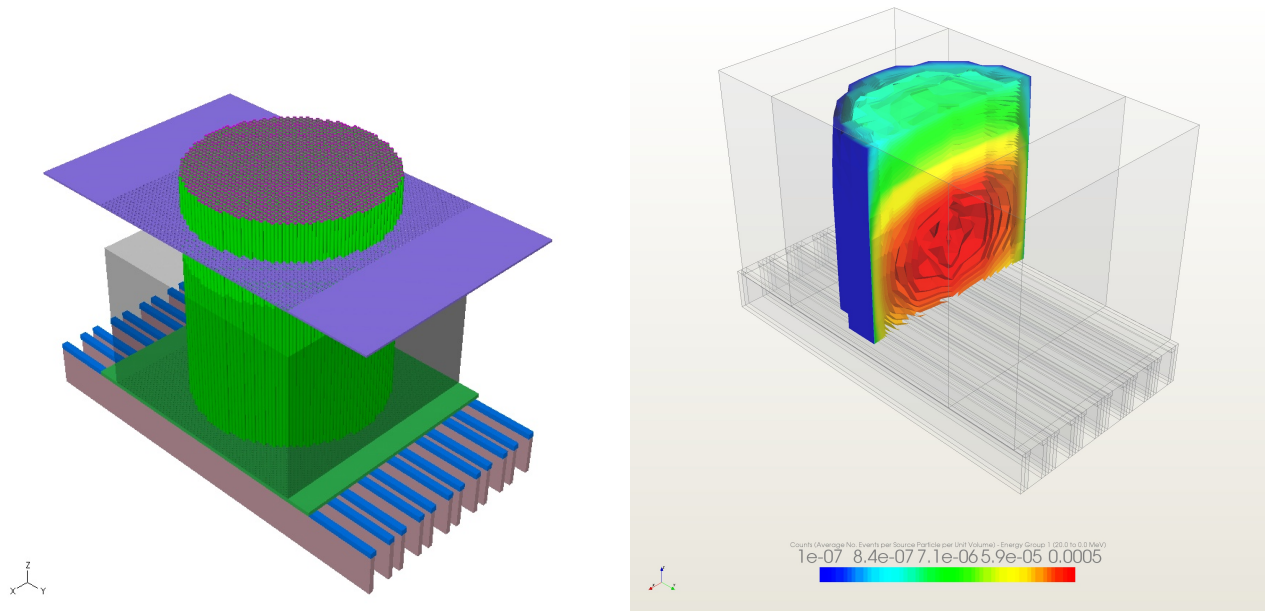 Z
X Y
Counts (Average No. Events per Source Particle per Unit Volume) - Energy Group 1 (20.0 to 0.0 MeV)
1e-07 8.4e-07 7.1e-06 5.9e-05 0.0005